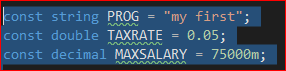 const string PROG = "my first";
const double TAXRATE = 0.05;
const decimal MAXSALARY = 75000m;